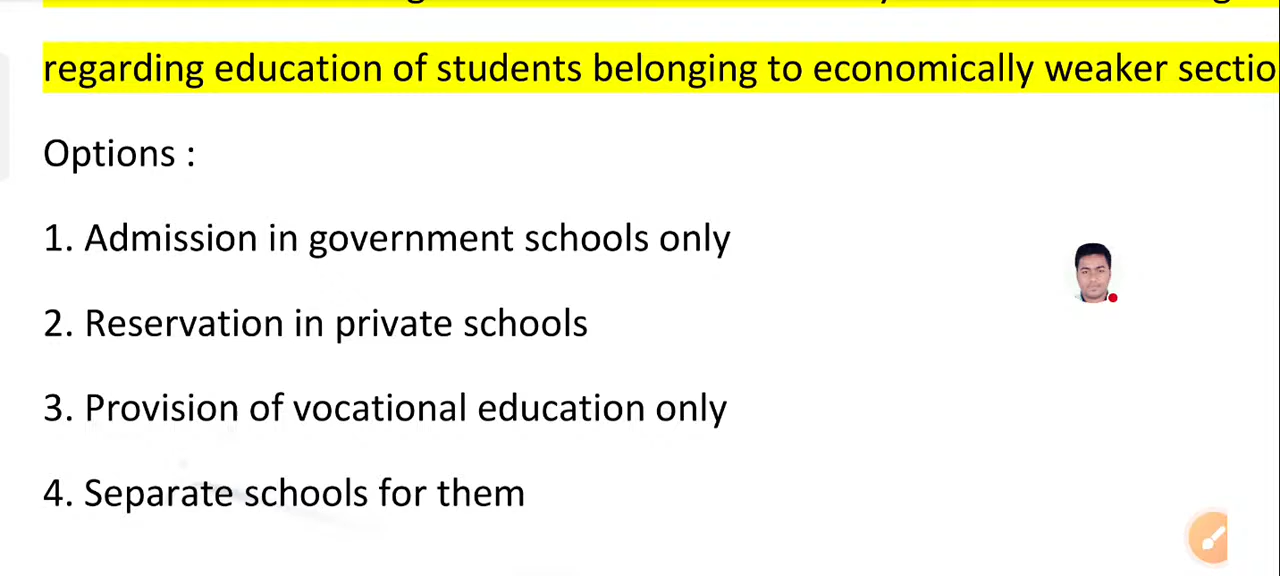 regarding education of students belonging to economically weaker sectio
Options :
1. Admission in government schools only
2. Reservation in private schools
3. Provision of vocational education only
4. Separate schools for them